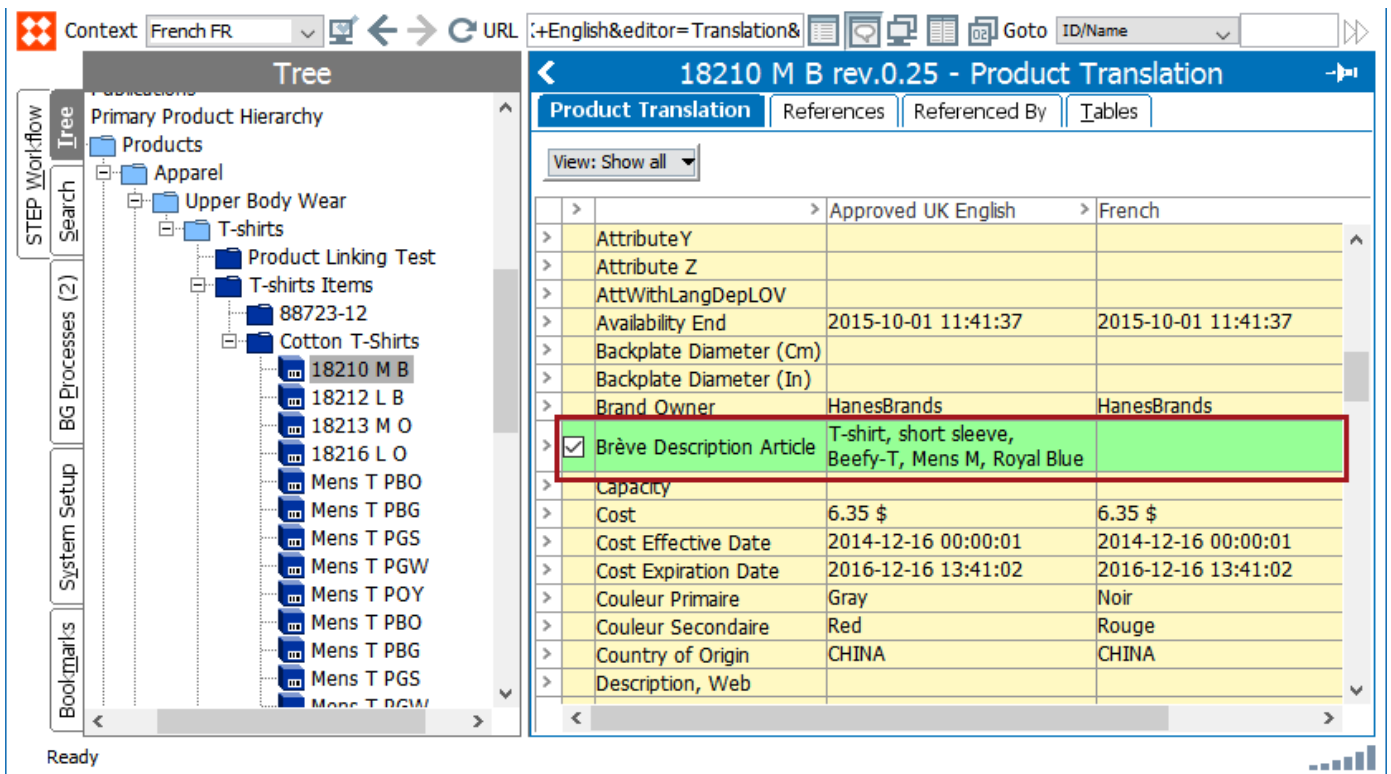 Context French FR URL :+English&editor=Translation& Goto ID/Name
Tree
STEP Workflow
Tree
Search
BG Processes (2)
System Setup
Bookmarks
Publications
Primary Product Hierarchy
Products
Apparel
Upper Body Wear
T-shirts
Product Linking Test
T-shirts Items
88723-12
Cotton T-Shirts
18210 M B
18212 L B
18213 M O
18216 L O
Mens T PBO
Mens T PBG
Mens T PGS
Mens T PGW
Mens T POY
Mens T PBO
Mens T PBG
Mens T PGS
Mens T PGW
18210 M B rev.0.25 - Product Translation
Product Translation References Referenced By Tables
View: Show all
> > Approved UK English > French
AttributeY
Attribute Z
AttWithLangDepLOV
Availability End 2015-10-01 11:41:37 2015-10-01 11:41:37
Backplate Diameter (Cm)
Backplate Diameter (In)
Brand Owner HanesBrands HanesBrands
Brève Description Article T-shirt, short sleeve,
Beefy-T, Mens M, Royal Blue
Capacity
Cost 6.35 $ 6.35 $
Cost Effective Date 2014-12-16 00:00:01 2014-12-16 00:00:01
Cost Expiration Date 2016-12-16 13:41:02 2016-12-16 13:41:02
Couleur Primaire Gray Noir
Couleur Secondaire Red Rouge
Country of Origin CHINA CHINA
Description, Web
Ready